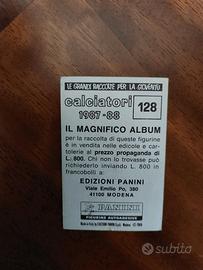 LE GRANDI RACCOLTE PER LA GIOVENTÙ
calciatori
1987-88
128
IL MAGNIFICO ALBUM
per la raccolta di queste figurine
è in vendita nelle edicole e car-
tolerie al prezzo propaganda di
L. 800. Chi non lo trovasse può
richiederlo inviando L. 800 in
francobolli a:
EDIZIONI PANINI
Viale Emilio Po, 380
41100 MODENA
PANINI
FIGURINE AUTOADESIVE
subito